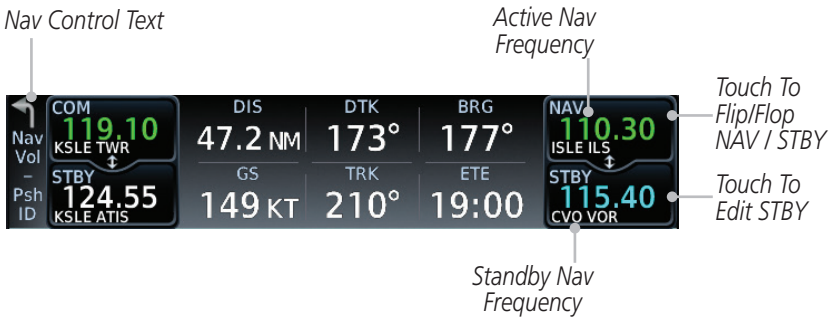 Nav Control Text
Active Nav
Frequency
Nav
Vol
–
Psh
ID
COM
119.10
KSLE TWR
STBY
124.55
KSLE ATIS
DIS
47.2 NM
DTK
173°
BRG
177°
GS
149 KT
TRK
210°
ETE
19:00
NAV
110.30
ISLE ILS
STBY
115.40
CVO VOR
Touch To
Flip/Flop
NAV / STBY
Touch To
Edit STBY
Standby Nav
Frequency